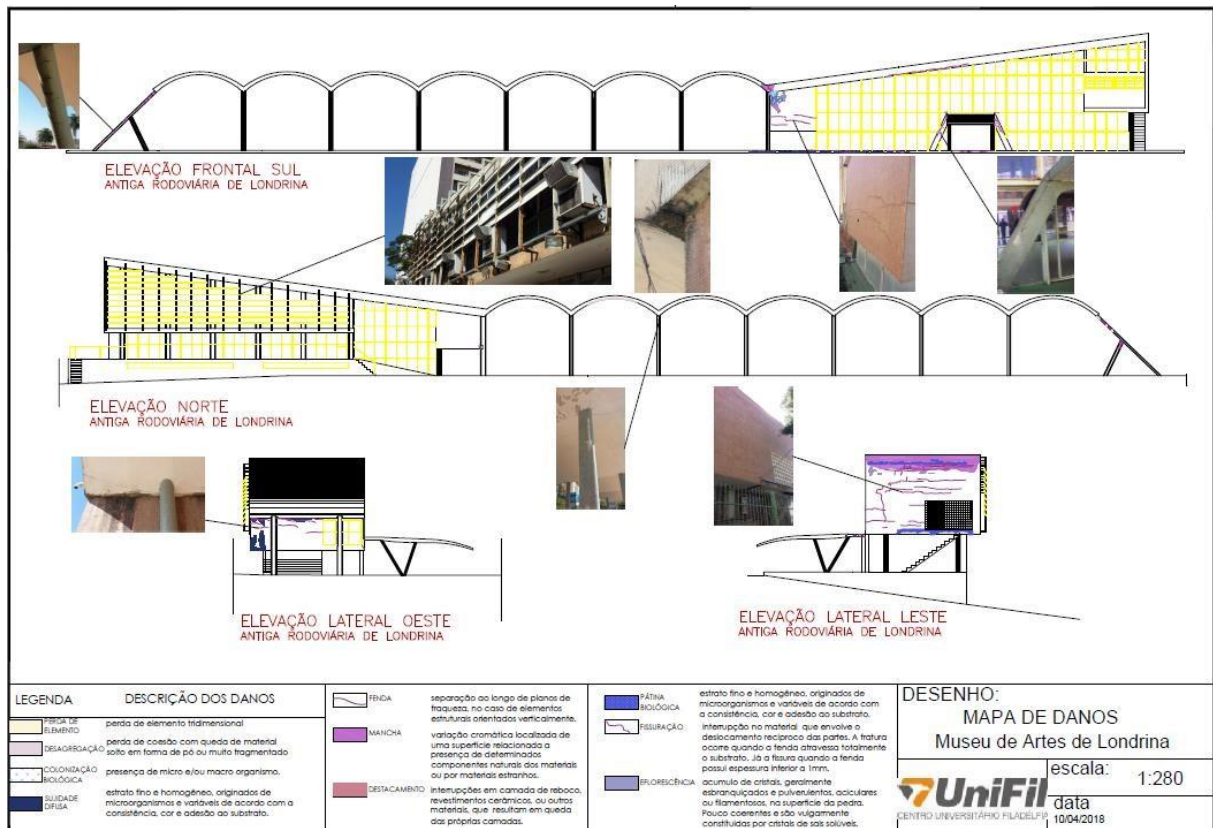 ELEVAÇÃO FRONTAL SUL
ANTIGA RODOVIÁRIA DE LONDRINA
ELEVAÇÃO NORTE
ANTIGA RODOVIÁRIA DE LONDRINA
ELEVAÇÃO LATERAL OESTE
ANTIGA RODOVIÁRIA DE LONDRINA
ELEVAÇÃO LATERAL LESTE
ANTIGA RODOVIÁRIA DE LONDRINA
LEGENDA
DESCRIÇÃO DOS DANOS
PERDA DE
ELEMENTO
perda de elemento tridimensional
DESAGREGAÇÃO
perda de coesão com queda de material
solto em forma de pó ou muito fragmentado
COLONIZAÇÃO
BIOLÓGICA
presença de micro e/ou macro organismo.
SUJIDADE
DIFUSA
estrato fino e homogêneo, originados de
microorganismos e variáveis de acordo com a
consistência, cor e adesão ao substrato.
FENDA
separação ao longo de planos de
fraqueza, no caso de elementos
estruturais orientados verticalmente.
MANCHA
variação cromática localizada de
uma superfície relacionada a
presença de determinados
componentes naturais dos materiais
ou por materiais estranhos.
DESTACAMENTO
interrupções em camada de reboco,
revestimentos cerâmicos, ou outros
materiais, que resultam em queda
das próprias camadas.
PÁTINA
BIOLÓGICA
estrato fino e homogêneo, originados de
microorganismos e variáveis de acordo com
a consistência, cor e adesão ao substrato.
FISSURAÇÃO
interrupção no material que envolve o
deslocamento recíproco das partes. A fratura
ocorre quando a fenda atravessa totalmente
o substrato. Já a fissura quando a fenda
possui espessura inferior a 1mm.
EFLORESCÊNCIA
acumulo de cristais, geralmente
esbranquiçados e pulverulentos, aciculares
ou filamentosos, na superfície da pedra.
Pouco coerentes e são vulgarmente
constituídas por cristais de sais solúveis.
DESENHO:
MAPA DE DANOS
Museu de Artes de Londrina
UniFil
CENTRO UNIVERSITÁRIO FILADÉLFIA
escala:
1:280
data
10/04/2018